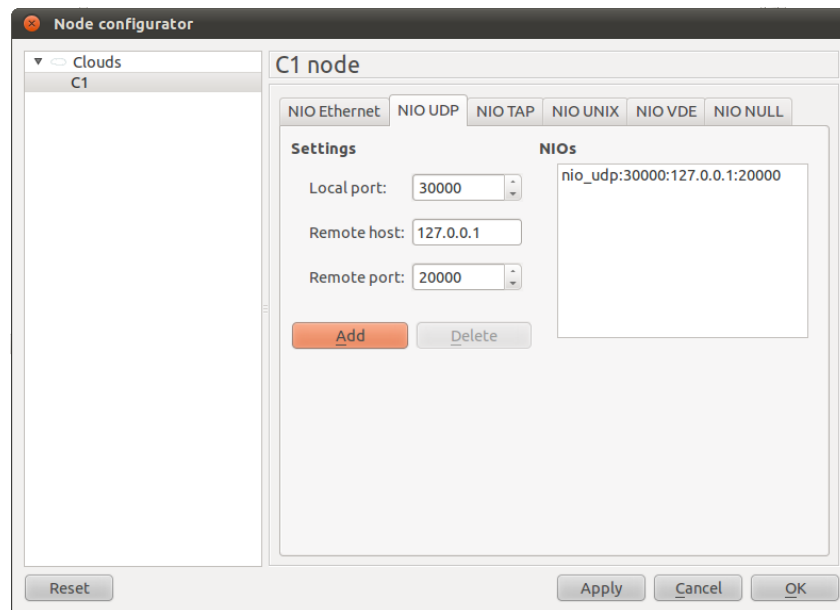 Node configurator
Clouds
C1
C1 node
NIO Ethernet NIO UDP NIO TAP NIO UNIX NIO VDE NIO NULL
Settings
Local port: 30000
Remote host: 127.0.0.1
Remote port: 20000
Add Delete
NIOs
nio_udp:30000:127.0.0.1:20000
Reset Apply Cancel OK